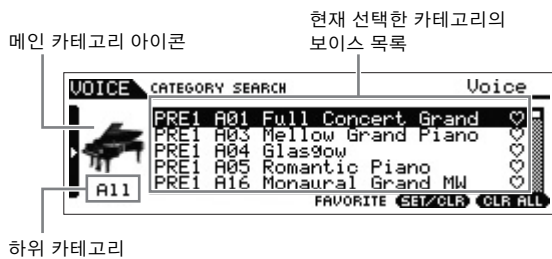 현재 선택한 카테고리의
보이스 목록
메인 카테고리 아이콘
VOICE CATEGORY SEARCH Voice
PRE1 A01 Full Concert Grand ♡
PRE1 A03 Mellow Grand Piano ♡
PRE1 A04 Glasgow ♡
PRE1 A05 Romantic Piano ♡
PRE1 A16 Monaural Grand MW ♡
All
FAVORITE SET/CLR CLR ALL
하위 카테고리